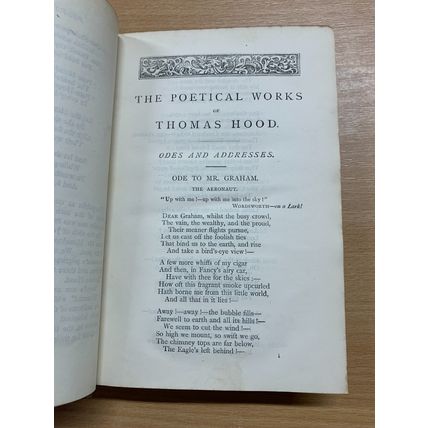 THE POETICAL WORKS
OF
THOMAS HOOD.
ODES AND ADDRESSES.
ODE TO MR. GRAHAM.
THE AERONAUT.
"Up with me!—up with me into the sky!"
WORDSWORTH—on a Lark!
DEAR Graham, whilst the busy crowd,
The vain, the wealthy, and the proud,
Their meaner flights pursue,
Let us cast off the foolish ties
That bind us to the earth, and rise
And take a bird's-eye view!—
A few more whiffs of my cigar
And then, in Fancy's airy car,
Have with thee for the skies:—
How oft this fragrant smoke upcurled
Hath borne me from this little world,
And all that in it lies!—
Away!—away!—the bubble fills—
Farewell to earth and all its hills!—
We seem to cut the wind!—
So high we mount, so swift we go,
The chimney tops are far below,
The Eagle's left behind!—